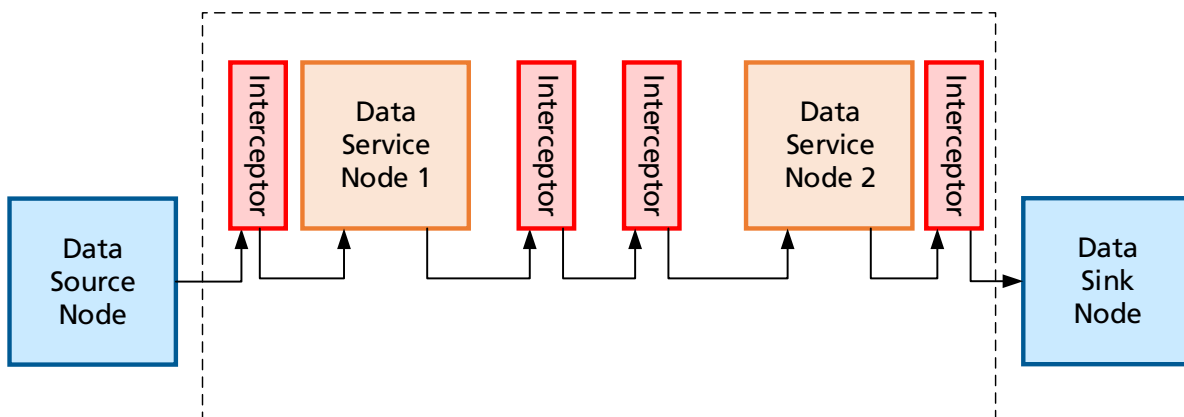 Interceptor
Data
Service
Node 1
Interceptor
Interceptor
Data
Service
Node 2
Interceptor
Data
Source
Node
Data
Sink
Node